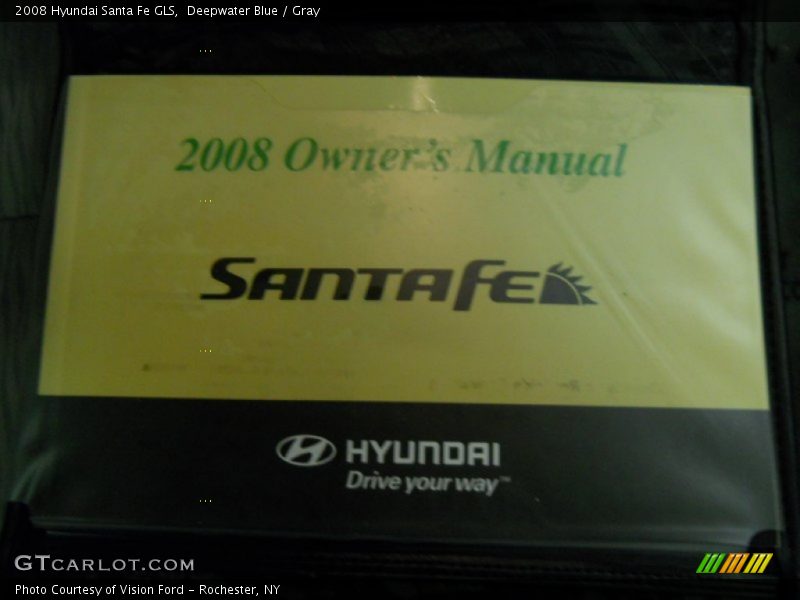 2008 Hyundai Santa Fe GLS,  Deepwater Blue / Gray
...
2008 Owner's Manual
...
SANTA FE
...
HYUNDAI
Drive your way™
...
GTCARLOT.COM
Photo Courtesy of Vision Ford - Rochester, NY